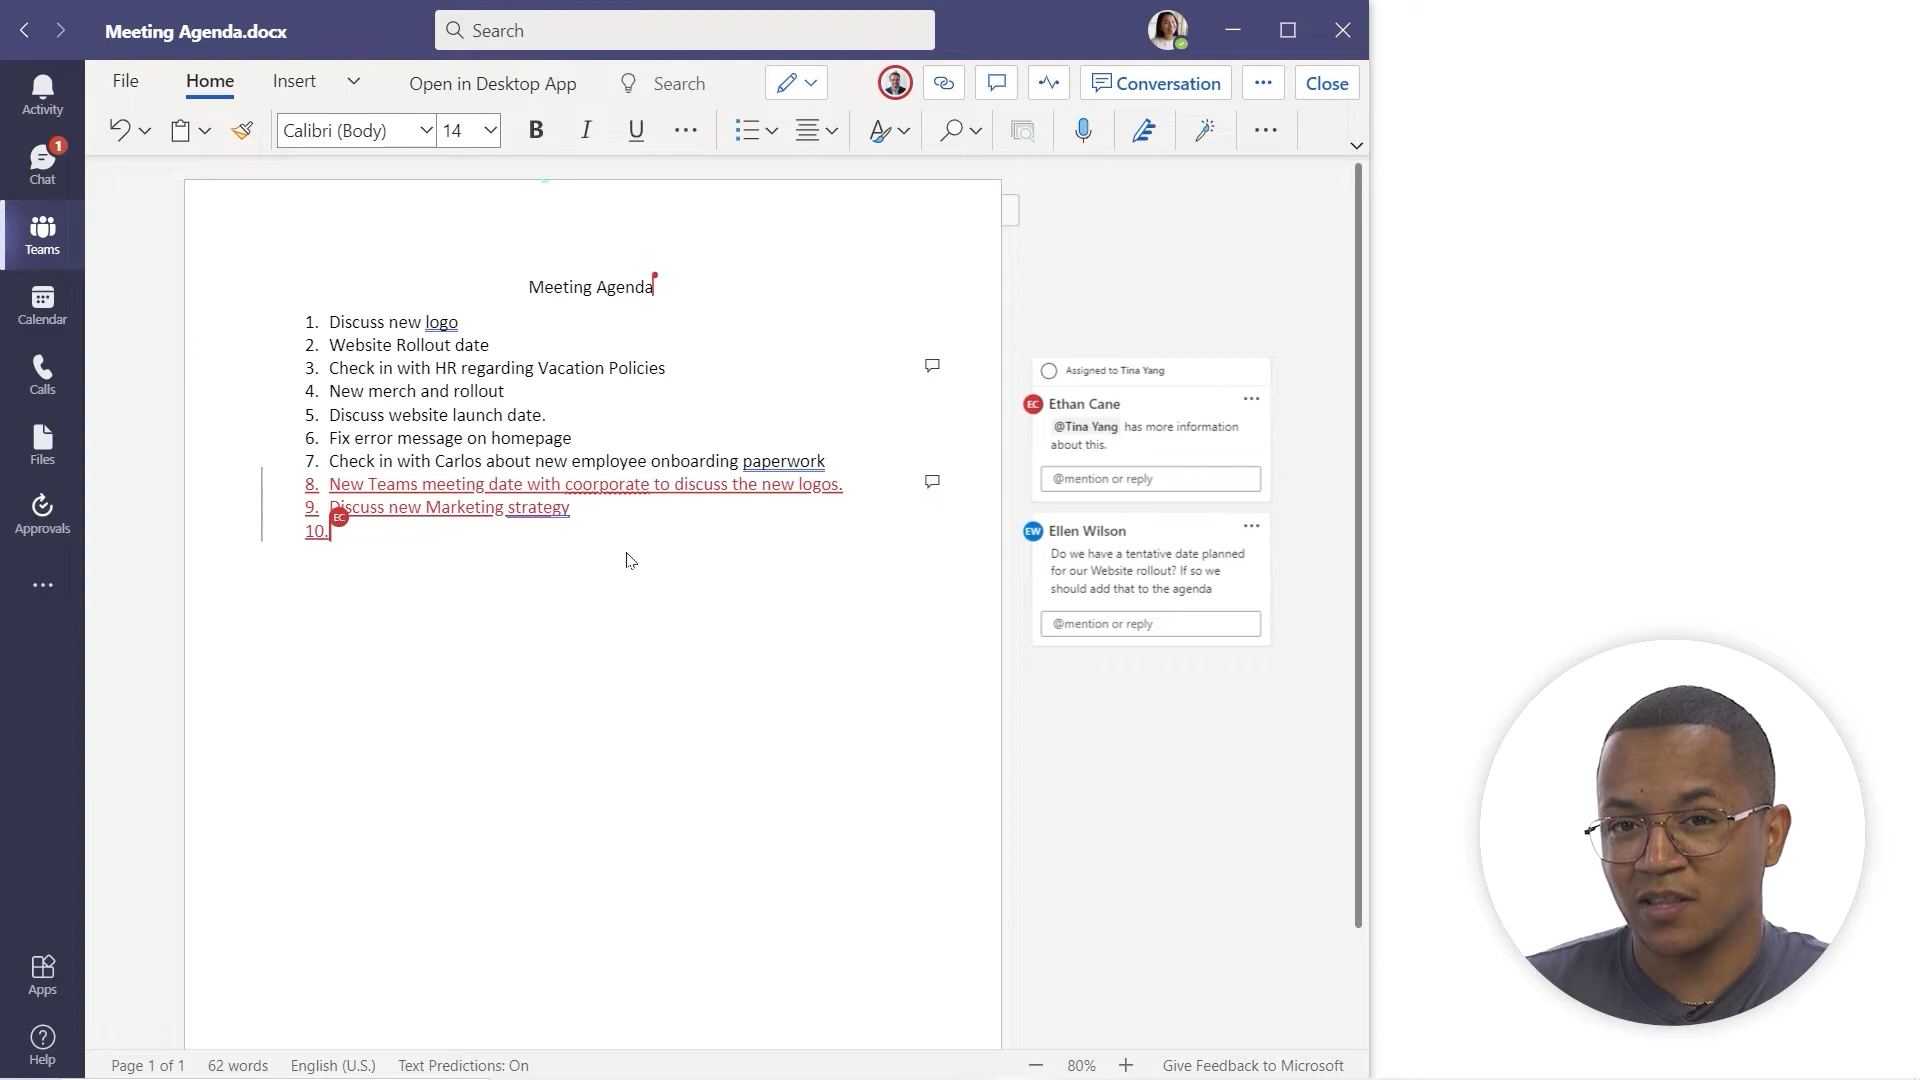 Meeting Agenda.docx
Search
Activity
1
Chat
Teams
Calendar
Calls
Files
Approvals
Apps
Help
File
Home
Insert
Open in Desktop App
Search
Conversation
Close
Calibri (Body)
14
B
I
U
Meeting Agenda
1. Discuss new logo
2. Website Rollout date
3. Check in with HR regarding Vacation Policies
4. New merch and rollout
5. Discuss website launch date.
6. Fix error message on homepage
7. Check in with Carlos about new employee onboarding paperwork
8. New Teams meeting date with coorporate to discuss the new logos.
9. Discuss new Marketing strategy
EC
10.
Assigned to Tina Yang
EC Ethan Cane
@Tina Yang has more information
about this.
@mention or reply
EW Ellen Wilson
Do we have a tentative date planned
for our Website rollout? If so we
should add that to the agenda
@mention or reply
Page 1 of 1
62 words
English (U.S.)
Text Predictions: On
80%
Give Feedback to Microsoft